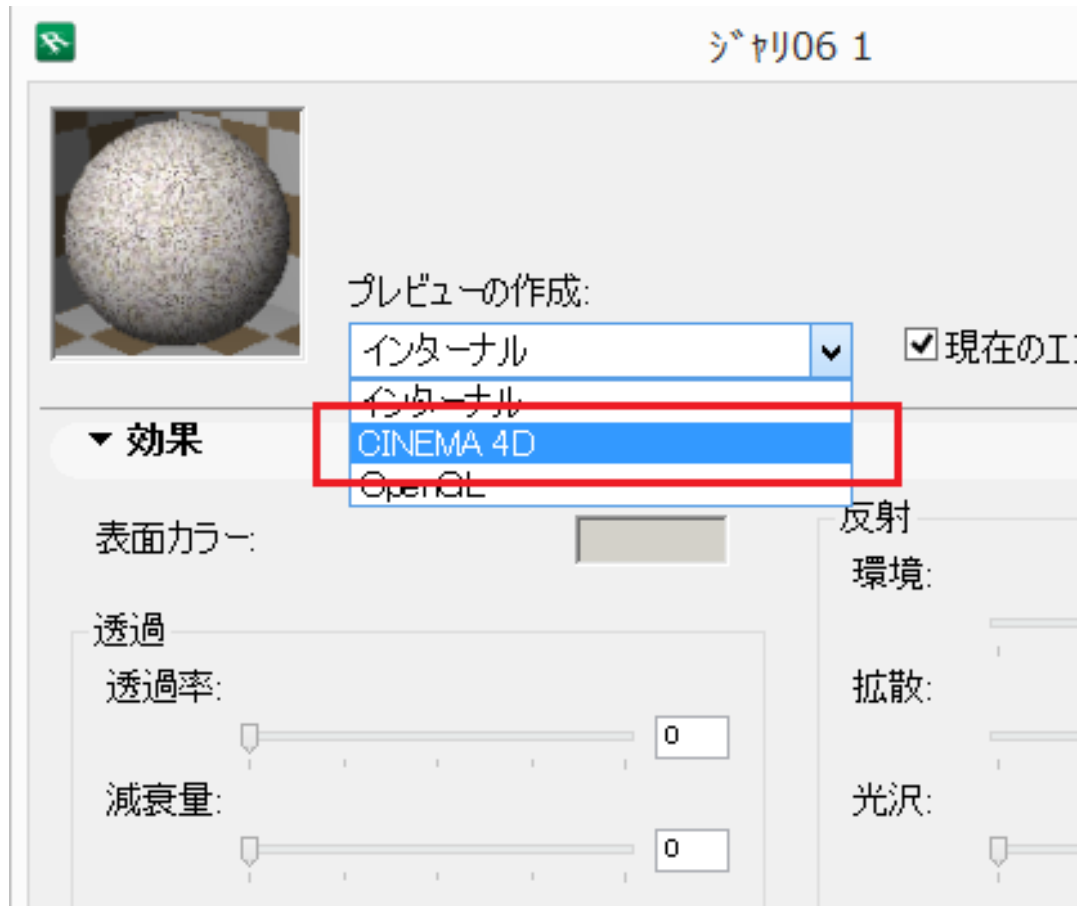 ジャリ06 1
プレビューの作成:
インターナル
現在のエ
インターナル
CINEMA 4D
OpenGL
効果
表面カラー:
透過
透過率:
0
減衰量:
0
反射
環境:
拡散:
光沢: